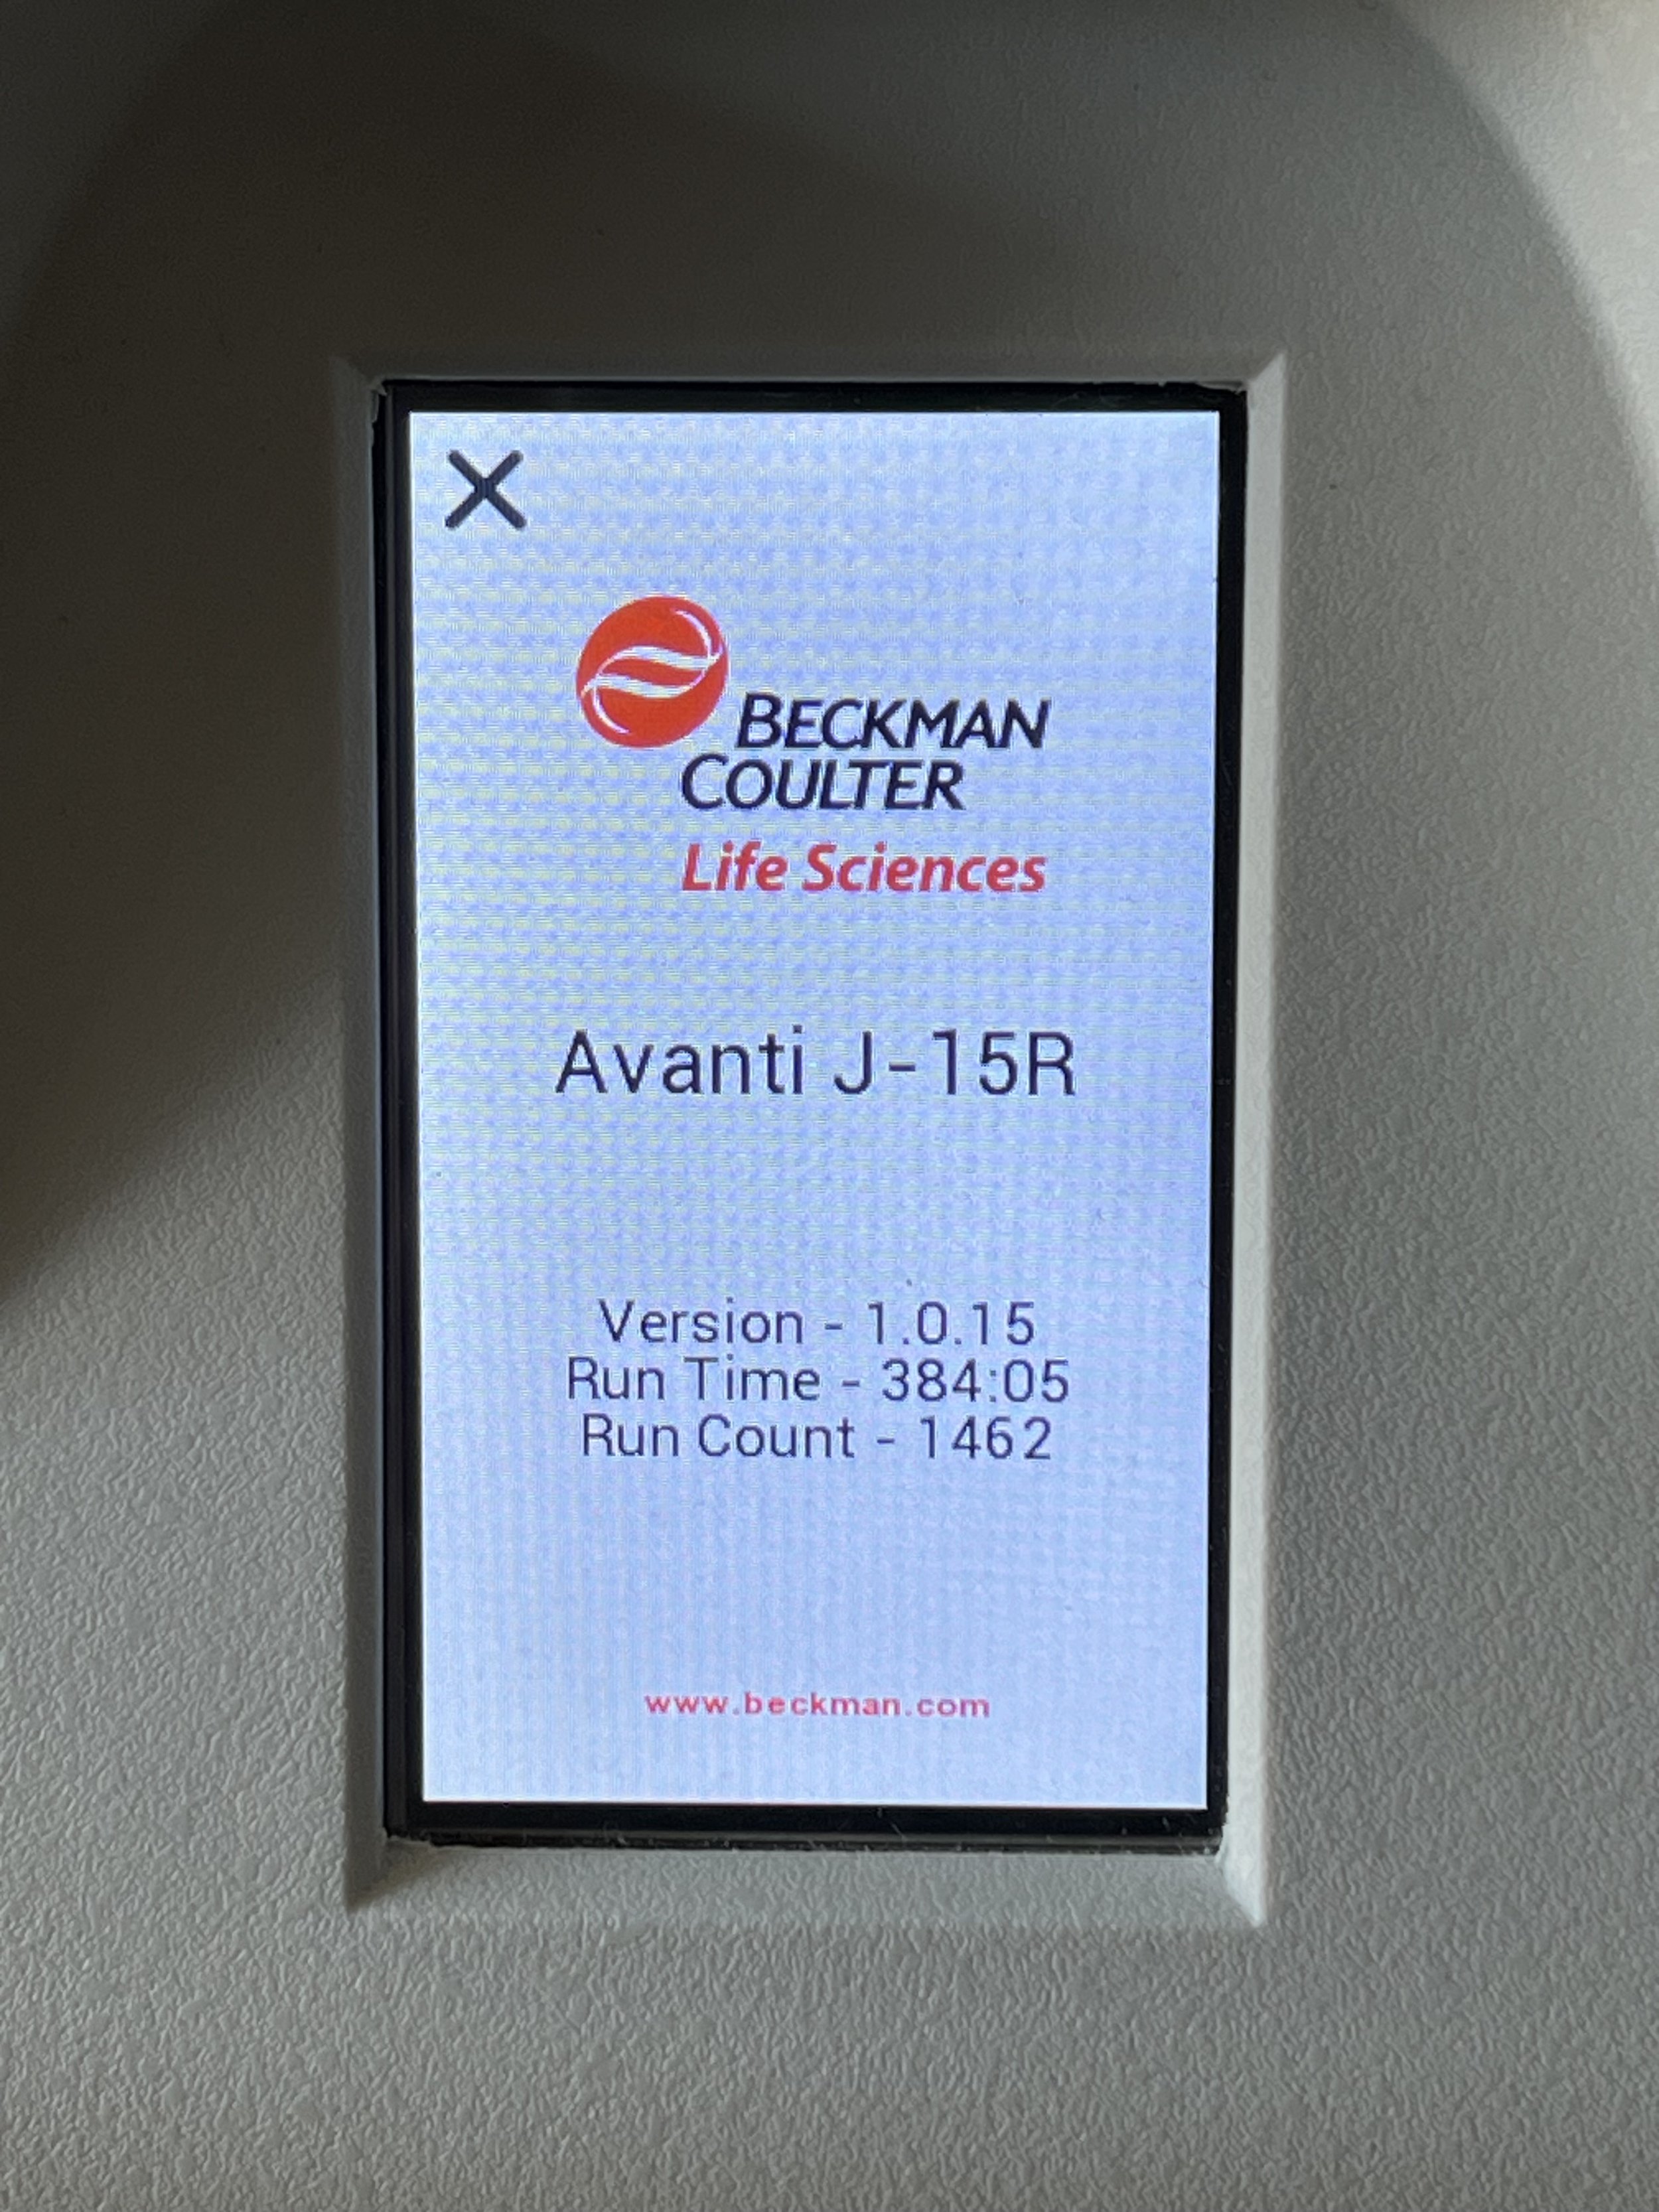 BECKMAN
COULTER
Life Sciences
Avanti J-15R
Version - 1.0.15
Run Time - 384:05
Run Count - 1462
www.beckman.com